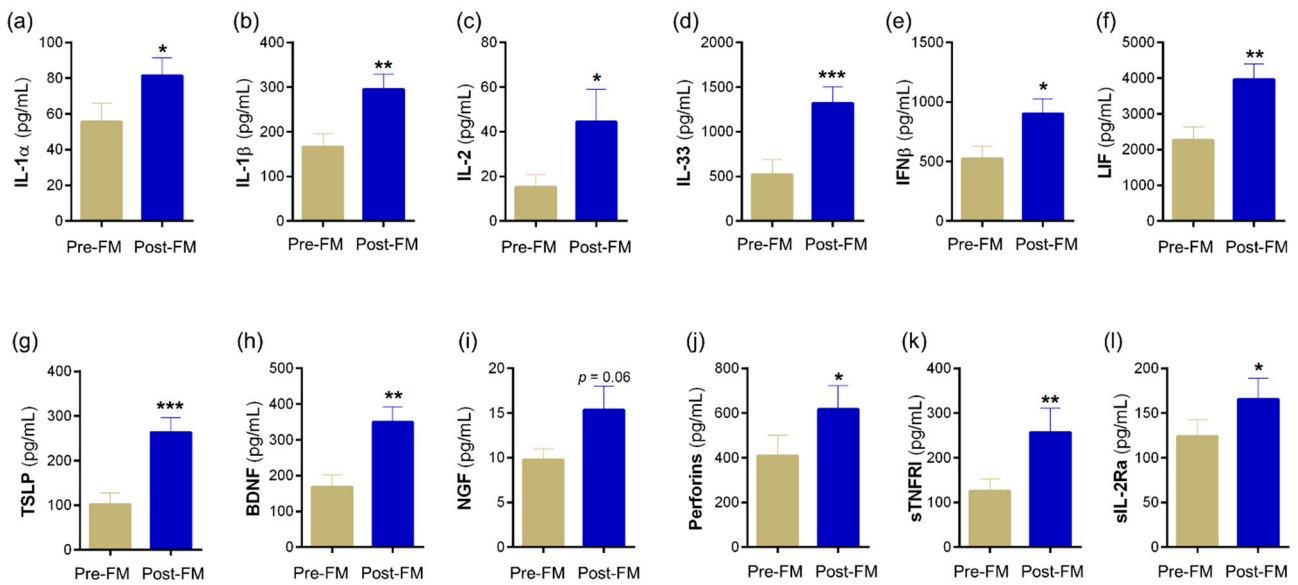 (a)
IL-1α (pg/mL)
100
80
60
40
20
0
*
Pre-FM Post-FM
(b)
IL-1β (pg/mL)
400
300
200
100
0
**
Pre-FM Post-FM
(c)
IL-2 (pg/mL)
80
60
40
20
0
*
Pre-FM Post-FM
(d)
IL-33 (pg/mL)
2000
1500
1000
500
0
***
Pre-FM Post-FM
(e)
IFNβ (pg/mL)
1500
1000
500
0
*
Pre-FM Post-FM
(f)
LIF (pg/mL)
5000
4000
3000
2000
1000
0
**
Pre-FM Post-FM
(g)
TSLP (pg/mL)
400
300
200
100
0
***
Pre-FM Post-FM
(h)
BDNF (pg/mL)
500
400
300
200
100
0
**
Pre-FM Post-FM
(i)
NGF (pg/mL)
20
15
10
5
0
p = 0.06
Pre-FM Post-FM
(j)
Perforins (pg/mL)
800
600
400
200
0
*
Pre-FM Post-FM
(k)
sTNFRI (pg/mL)
400
300
200
100
0
**
Pre-FM Post-FM
(l)
sIL-2Ra (pg/mL)
200
150
100
50
0
*
Pre-FM Post-FM